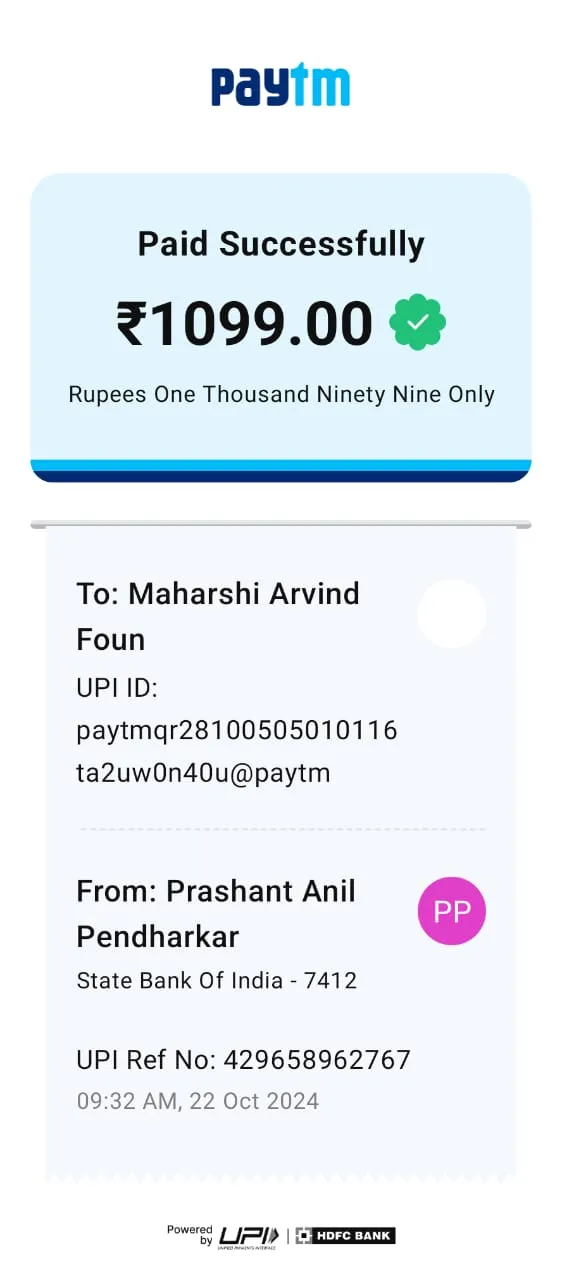 paytm
Paid Successfully
₹1099.00
Rupees One Thousand Ninety Nine Only
To: Maharshi Arvind
Foun
UPI ID:
paytmqr28100505010116
ta2uw0n40u@paytm
From: Prashant Anil
Pendharkar
PP
State Bank Of India - 7412
UPI Ref No: 429658962767
09:32 AM, 22 Oct 2024
Powered
by
UPI
UNIFIED PAYMENTS INTERFACE
HDFC BANK